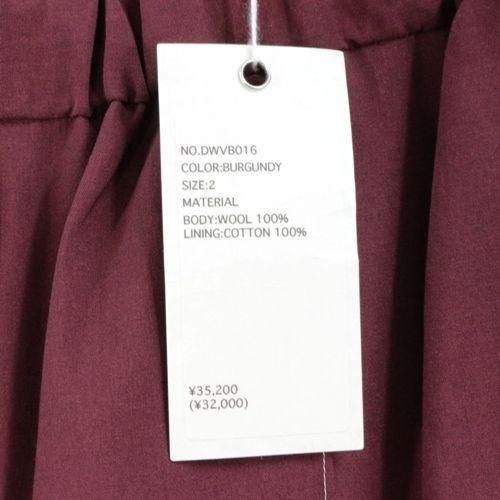 NO.DWVB016
COLOR:BURGUNDY
SIZE:2
MATERIAL
BODY:WOOL 100%
LINING:COTTON 100%
¥35,200
(¥32,000)